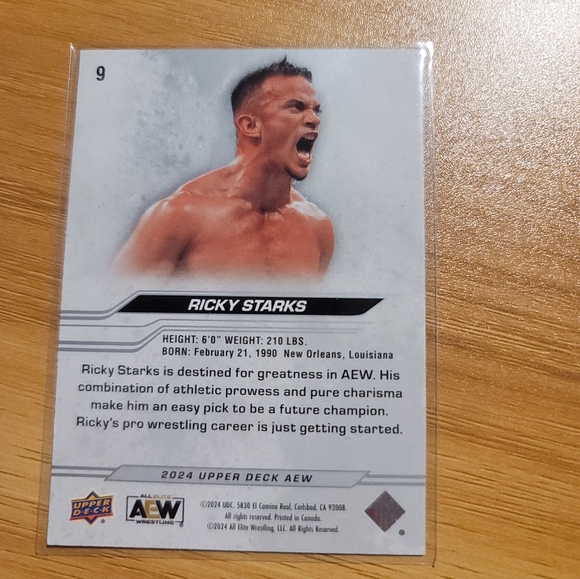 9
RICKY STARKS
HEIGHT: 6'0" WEIGHT: 210 LBS.
BORN: February 21, 1990 New Orleans, Louisiana
Ricky Starks is destined for greatness in AEW. His
combination of athletic prowess and pure charisma
make him an easy pick to be a future champion.
Ricky's pro wrestling career is just getting started.
2024 UPPER DECK AEW
UPPER
DECK
®
ALL ELITE
AEW
WRESTLING
®
©2024 UDC. 5830 El Camino Real, Carlsbad, CA 92008.
All rights reserved. Printed in Canada.
©2024 All Elite Wrestling, LLC. All Rights Reserved.
®